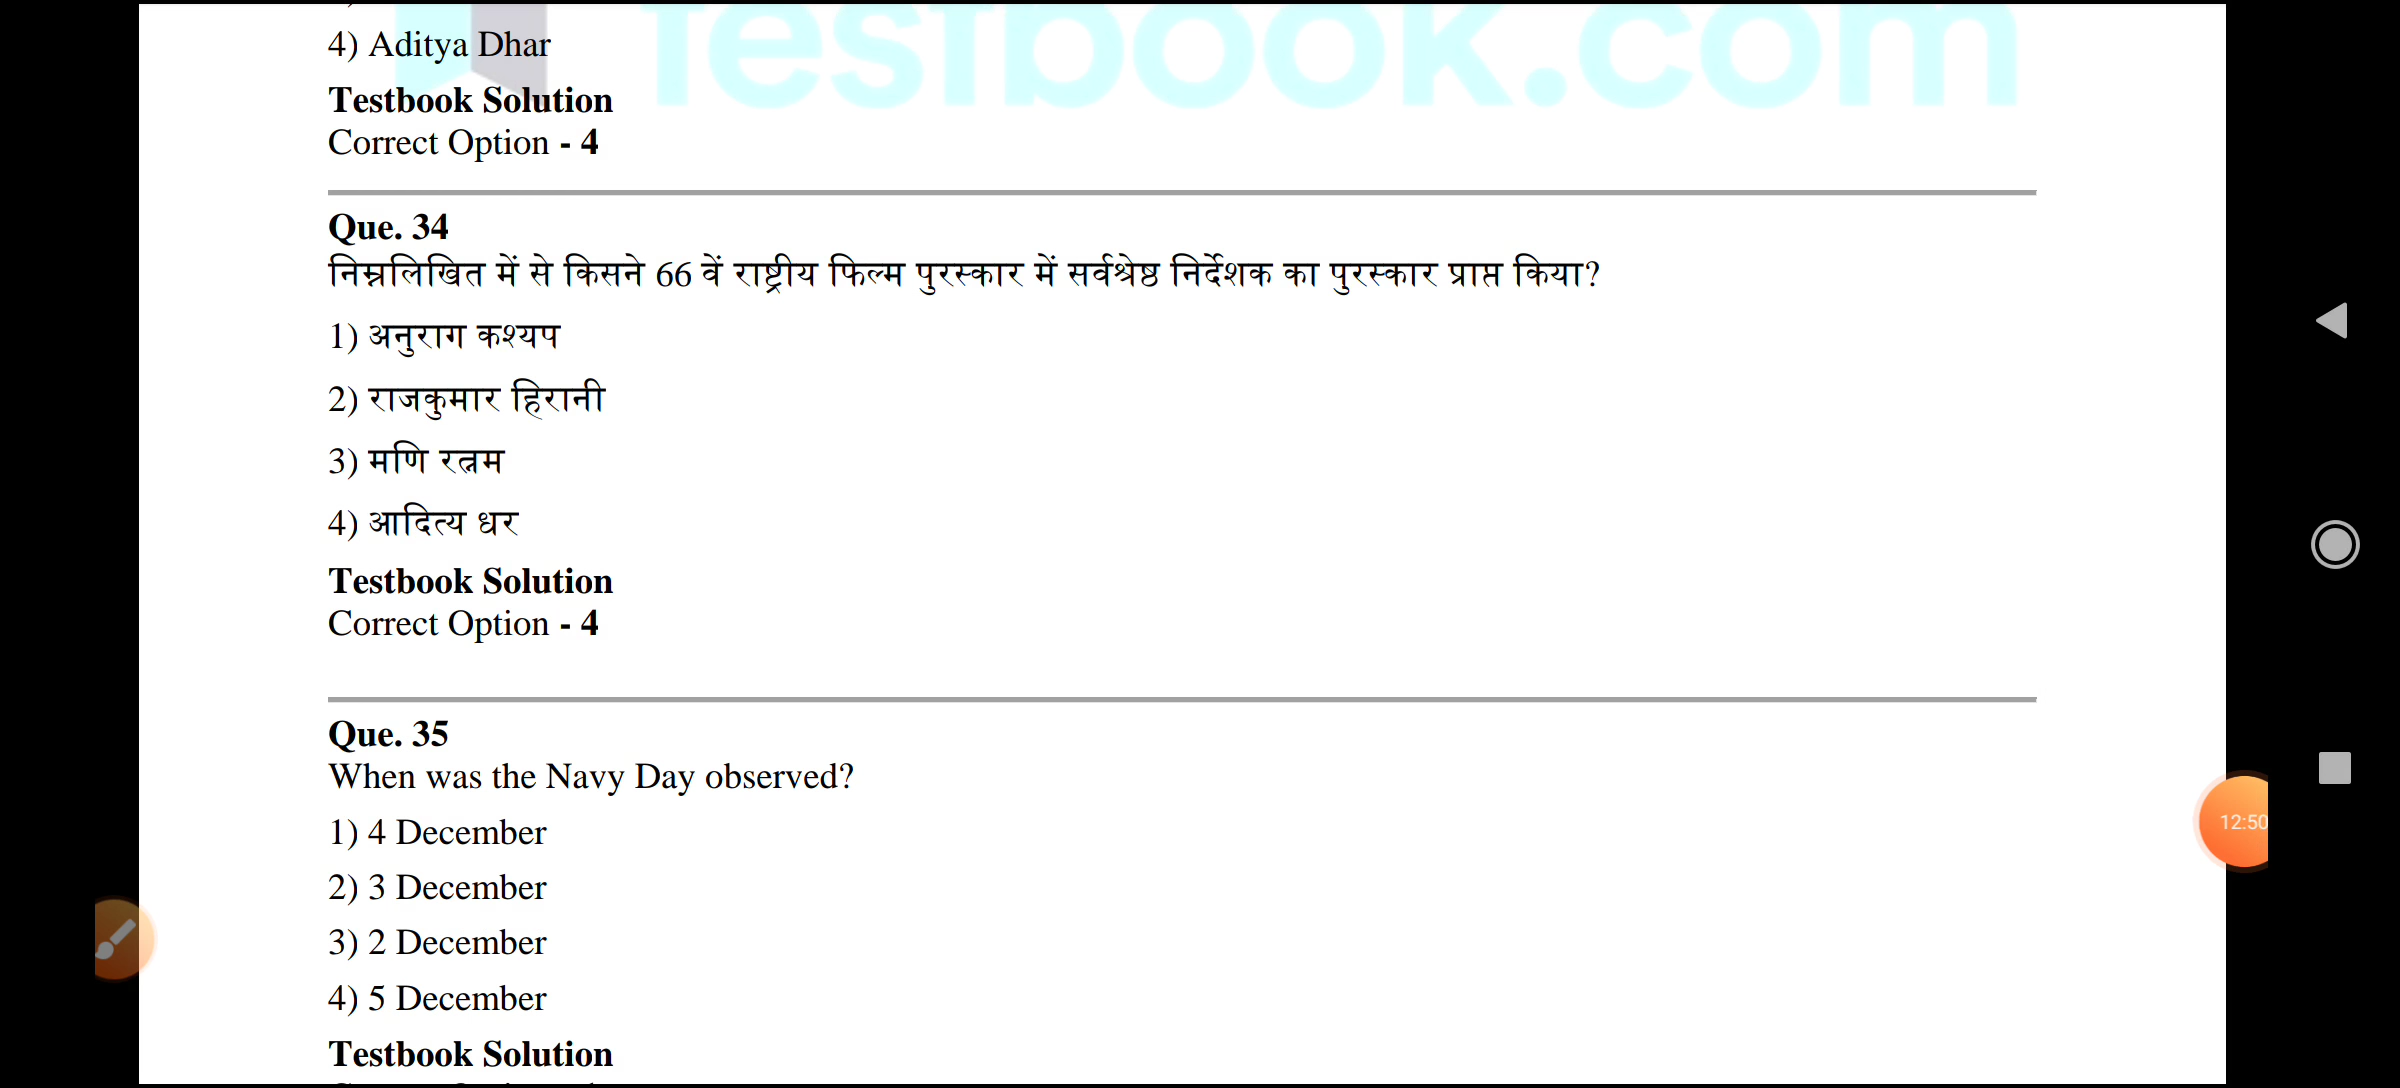 Testbook.com
4) Aditya Dhar
Testbook Solution
Correct Option - 4
Que. 34
निम्नलिखित में से किसने 66 वें राष्ट्रीय फिल्म पुरस्कार में सर्वश्रेष्ठ निर्देशक का पुरस्कार प्राप्त किया?
1) अनुराग कश्यप
2) राजकुमार हिरानी
3) मणि रत्नम
4) आदित्य धर
Testbook Solution
Correct Option - 4
Que. 35
When was the Navy Day observed?
1) 4 December
2) 3 December
3) 2 December
4) 5 December
12:50
Testbook Solution